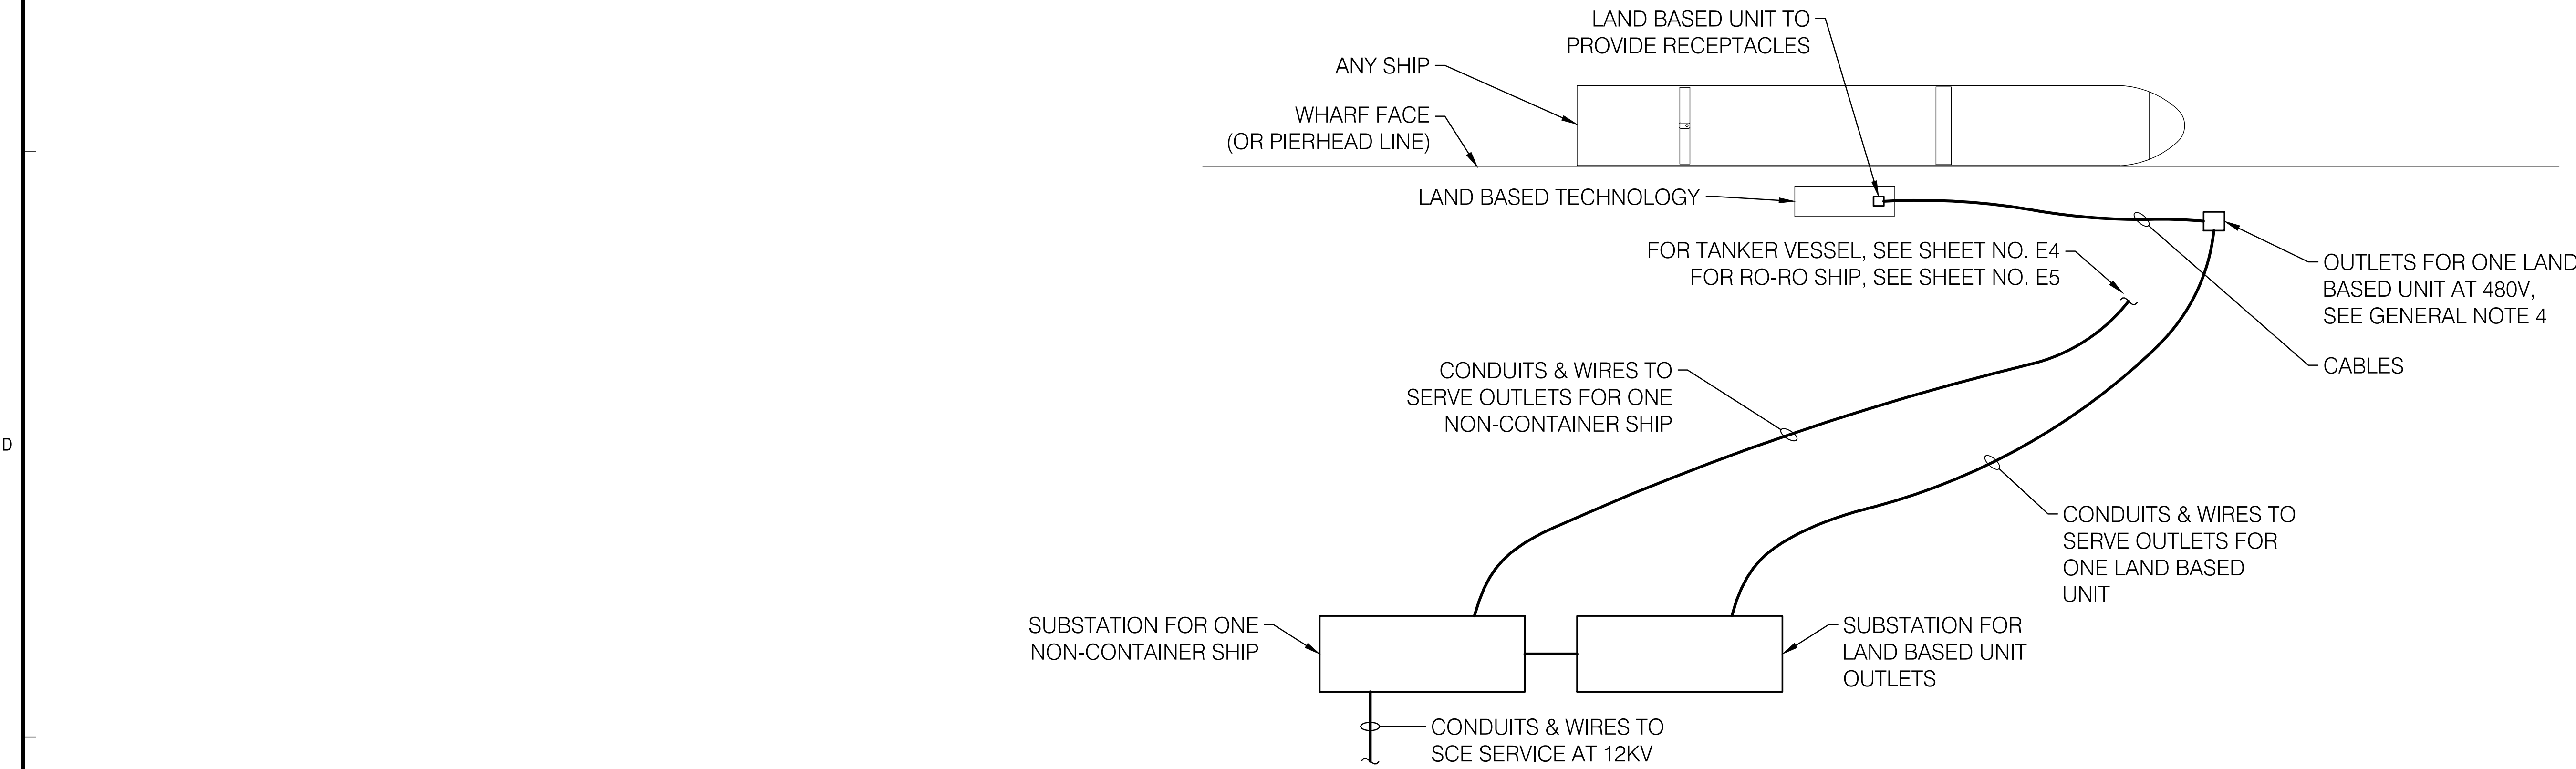 LAND BASED UNIT TO
PROVIDE RECEPTACLES
ANY SHIP
WHARF FACE
(OR PIERHEAD LINE)
LAND BASED TECHNOLOGY
FOR TANKER VESSEL, SEE SHEET NO. E4
FOR RO-RO SHIP, SEE SHEET NO. E5
OUTLETS FOR ONE LAND
BASED UNIT AT 480V,
SEE GENERAL NOTE 4
CABLES
CONDUITS & WIRES TO
SERVE OUTLETS FOR ONE
NON-CONTAINER SHIP
D
CONDUITS & WIRES TO
SERVE OUTLETS FOR
ONE LAND BASED
UNIT
SUBSTATION FOR ONE
NON-CONTAINER SHIP
SUBSTATION FOR
LAND BASED UNIT
OUTLETS
CONDUITS & WIRES TO
SCE SERVICE AT 12KV